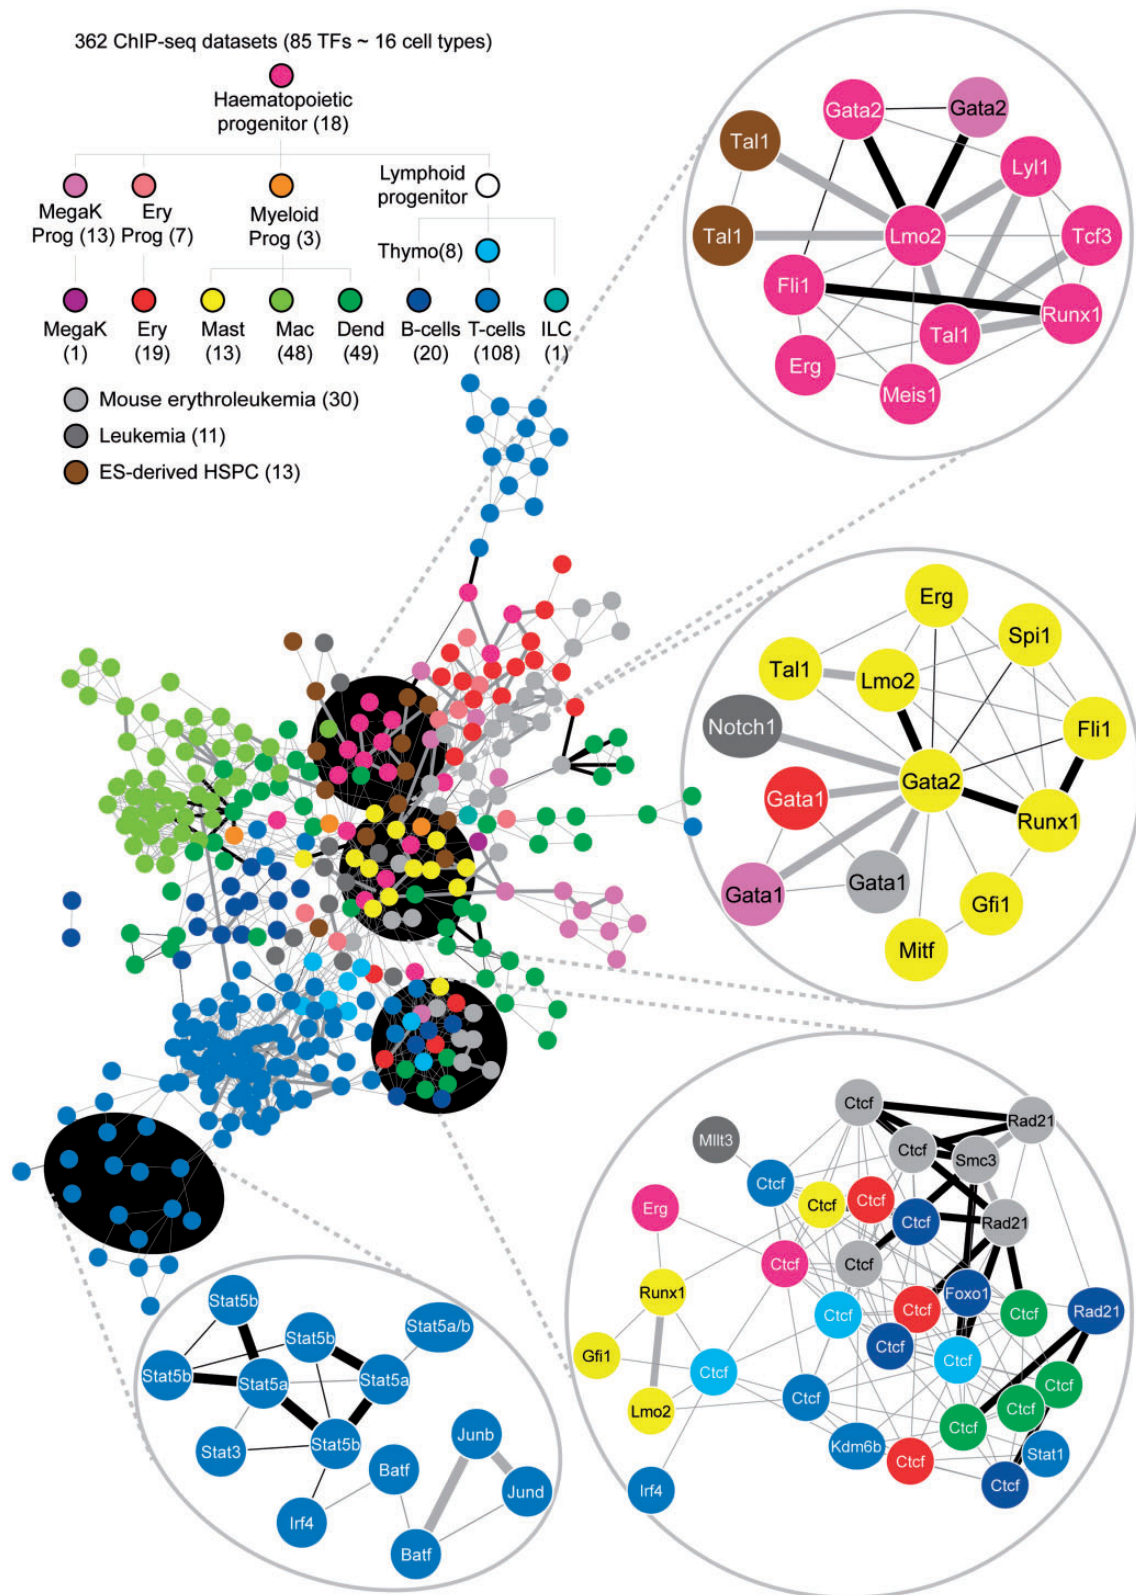 362 ChIP-seq datasets (85 TFs ~ 16 cell types)
Haematopoietic
progenitor (18)
Lymphoid
progenitor
MegaK
Prog (13)
Ery
Prog (7)
Myeloid
Prog (3)
Thymo(8)
MegaK
(1)
Ery
(19)
Mast
(13)
Mac
(48)
Dend
(49)
B-cells
(20)
T-cells
(108)
ILC
(1)
Mouse erythroleukemia (30)
Leukemia (11)
ES-derived HSPC (13)
Gata2
Gata2
Tal1
Lyl1
Tal1
Lmo2
Tcf3
Fli1
Runx1
Tal1
Erg
Meis1
Erg
Spi1
Tal1
Lmo2
Notch1
Fli1
Gata2
Gata1
Runx1
Gata1
Gata1
Gfi1
Mitf
Ctcf
Rad21
Mllt3
Ctcf
Smc3
Ctcf
Erg
Ctcf
Ctcf
Ctcf
Rad21
Ctcf
Ctcf
Runx1
Foxo1
Ctcf
Ctcf
Ctcf
Rad21
Gfi1
Ctcf
Ctcf
Ctcf
Ctcf
Lmo2
Ctcf
Ctcf
Ctcf
Kdm6b
Ctcf
Stat1
Irf4
Ctcf
Stat5b
Stat5b
Stat5a/b
Stat5b
Stat5a
Stat5a
Stat3
Stat5b
Junb
Batf
Jund
Irf4
Batf